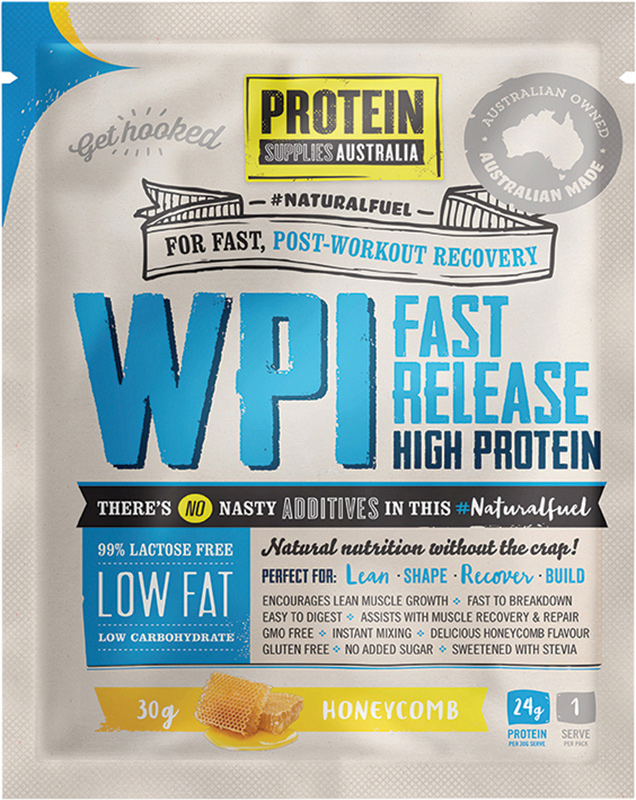 Get hooked
PROTEIN
SUPPLIES AUSTRALIA
AUSTRALIAN OWNED
AUSTRALIAN MADE
– #NATURALFUEL –
FOR FAST, POST-WORKOUT RECOVERY
WPI
FAST
RELEASE
HIGH PROTEIN
THERE'S NO NASTY ADDITIVES IN THIS #Naturalfuel
99% LACTOSE FREE
LOW FAT
LOW CARBOHYDRATE
Natural nutrition without the crap!
PERFECT FOR: Lean · SHAPE · Recover · BUILD
ENCOURAGES LEAN MUSCLE GROWTH ❖ FAST TO BREAKDOWN
EASY TO DIGEST ❖ ASSISTS WITH MUSCLE RECOVERY & REPAIR
GMO FREE ❖ INSTANT MIXING ❖ DELICIOUS HONEYCOMB FLAVOUR
GLUTEN FREE ❖ NO ADDED SUGAR ❖ SWEETENED WITH STEVIA
30g
HONEYCOMB
24g
PROTEIN
PER 30G SERVE
1
SERVE
PER PACK